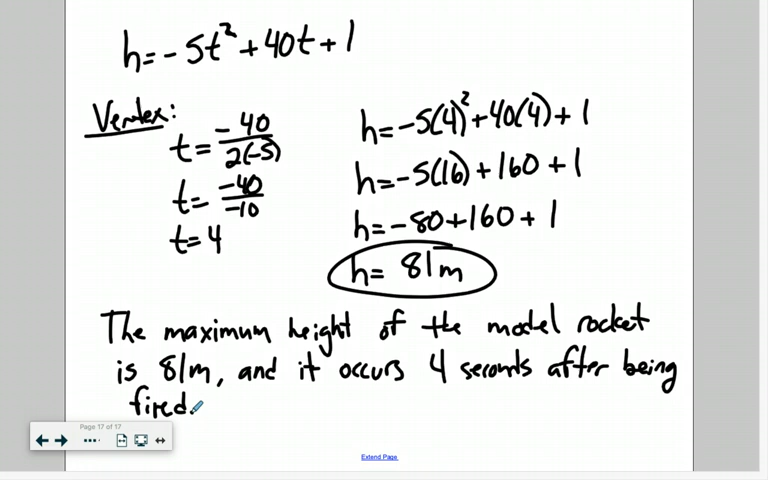 h=-5t²+40t+1
Vertex:
t=-40/2(-5)
t=-40/-10
t=4
h=-5(4)²+40(4)+1
h=-5(16)+160+1
h=-80+160+1
h= 81m
The maximum height of the model rocket
is 81m, and it occurs 4 seconds after being
fired.
Page 17 of 17
Extend Page